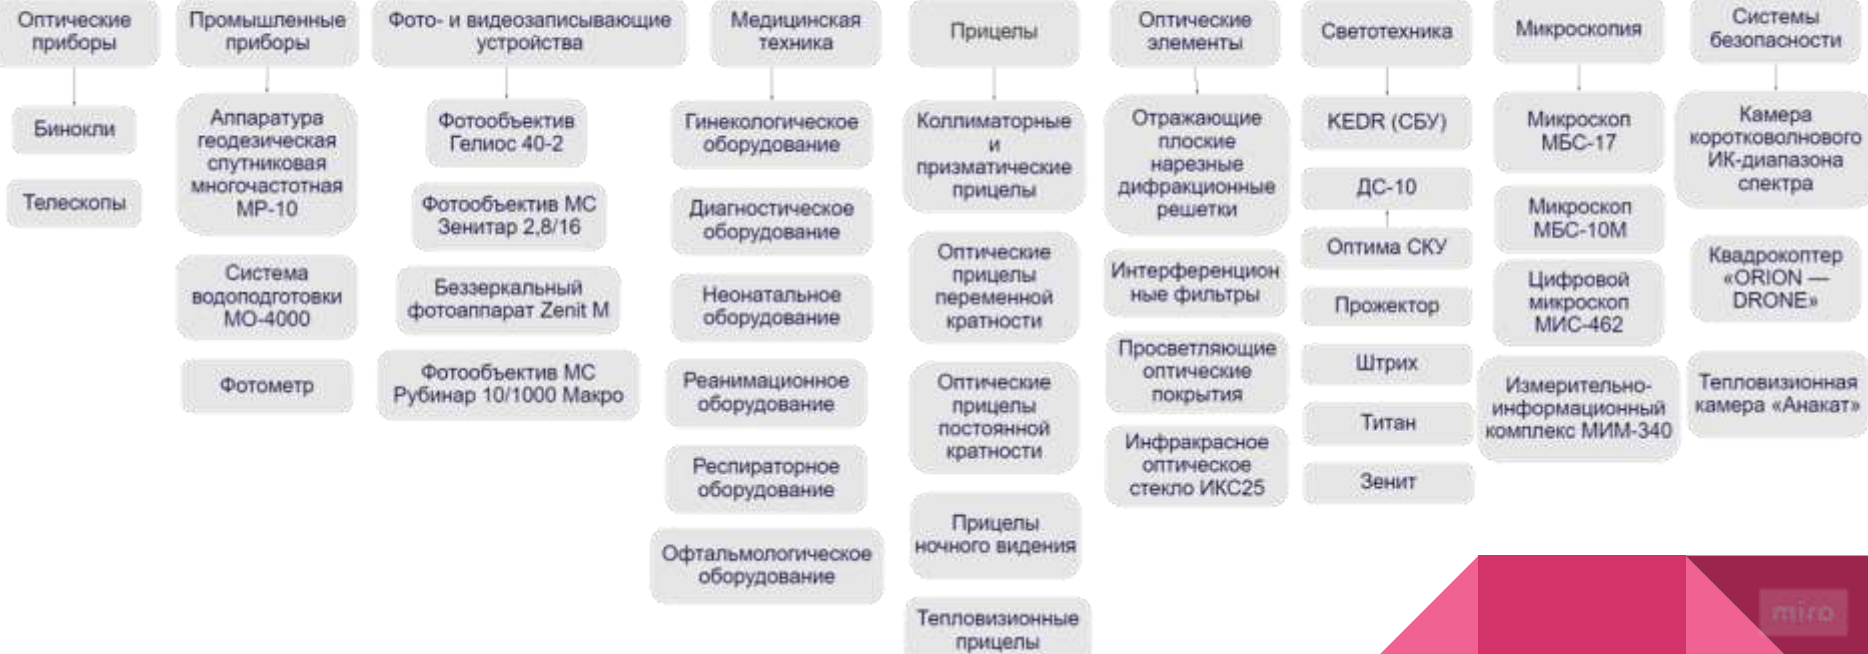 Оптические
приборы
Бинокли
Телескопы
Промышленные
приборы
Аппаратура
геодезическая
спутниковая
многочастотная
МР-10
Система
водоподготовки
МО-4000
Фотометр
Фото- и видеозаписывающие
устройства
Фотообъектив
Гелиос 40-2
Фотообъектив МС
Зенитар 2,8/16
Беззеркальный
фотоаппарат Zenit M
Фотообъектив МС
Рубинар 10/1000 Макро
Медицинская
техника
Гинекологическое
оборудование
Диагностическое
оборудование
Неонатальное
оборудование
Реанимационное
оборудование
Респираторное
оборудование
Офтальмологическое
оборудование
Прицелы
Коллиматорные
и
призматические
прицелы
Оптические
прицелы
переменной
кратности
Оптические
прицелы
постоянной
кратности
Прицелы
ночного видения
Тепловизионные
прицелы
Оптические
элементы
Отражающие
плоские
нарезные
дифракционные
решетки
Интерференцион
ные фильтры
Просветляющие
оптические
покрытия
Инфракрасное
оптическое
стекло ИКС25
Светотехника
KEDR (СБУ)
ДС-10
Оптима СКУ
Прожектор
Штрих
Титан
Зенит
Микроскопия
Микроскоп
МБС-17
Микроскоп
МБС-10М
Цифровой
микроскоп
МИС-462
Измерительно-
информационный
комплекс МИМ-340
Системы
безопасности
Камера
коротковолнового
ИК-диапазона
спектра
Квадрокоптер
«ORION —
DRONE»
Тепловизионная
камера «Анакат»
miro